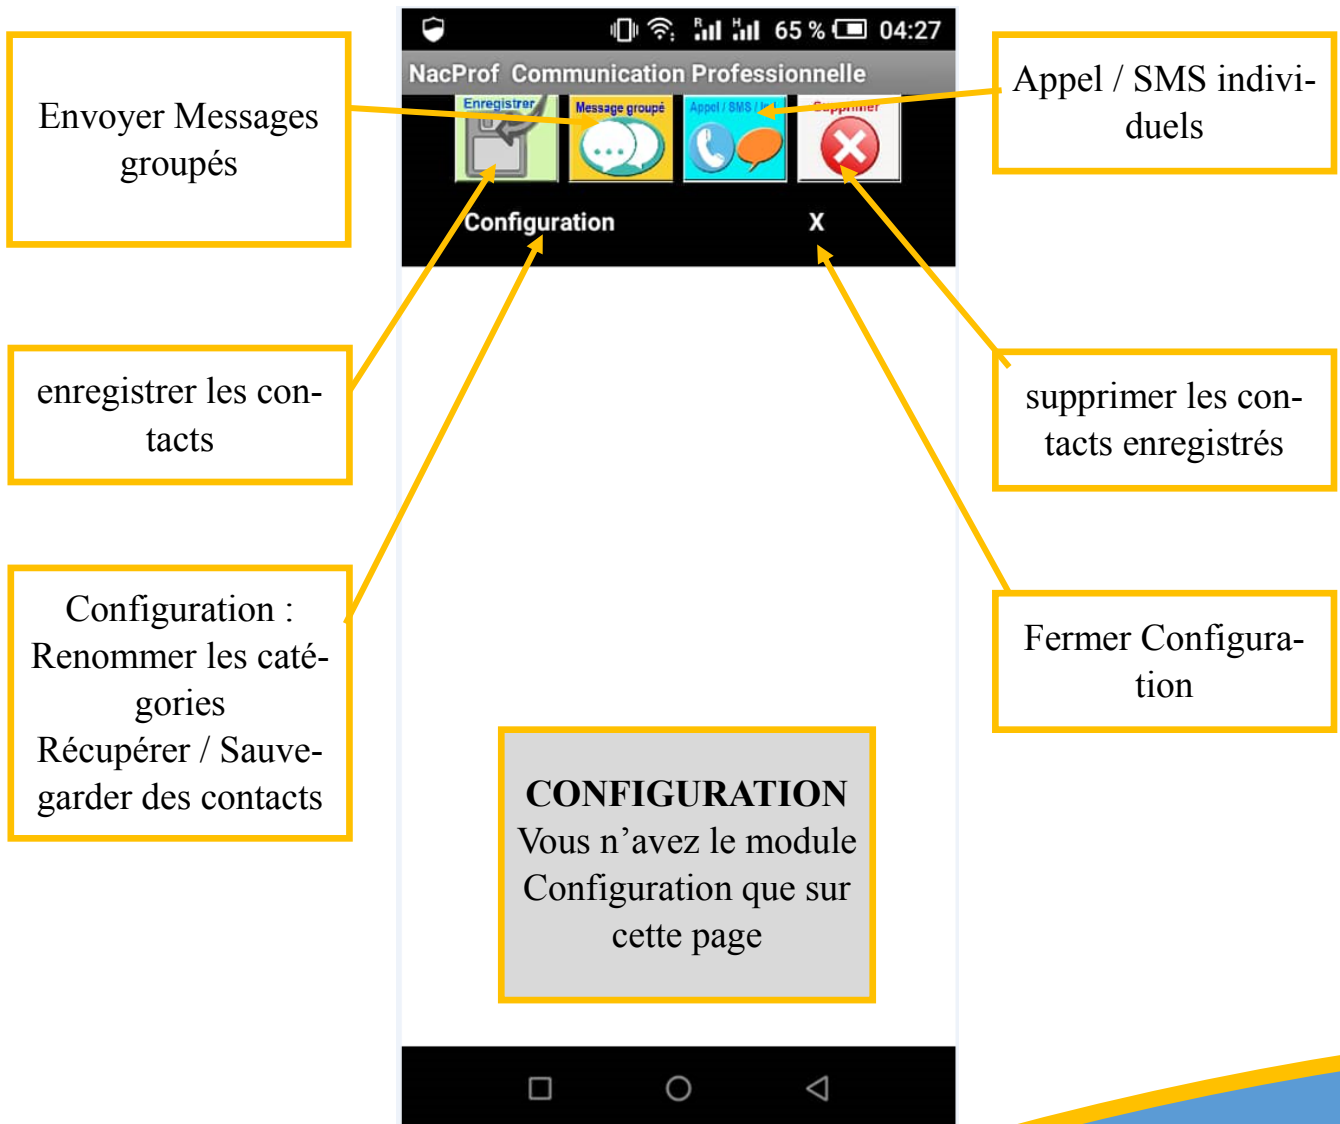 65 % 04:27
NacProf Communication Professionnelle
Enregistrer
Message groupé
Appel / SMS / Ind
Supprimer
Configuration X
Envoyer Messages
groupés
Appel / SMS indivi-
duels
enregistrer les con-
tacts
supprimer les con-
tacts enregistrés
Configuration :
Renommer les caté-
gories
Récupérer / Sauve-
garder des contacts
Fermer Configura-
tion
CONFIGURATION
Vous n’avez le module
Configuration que sur
cette page